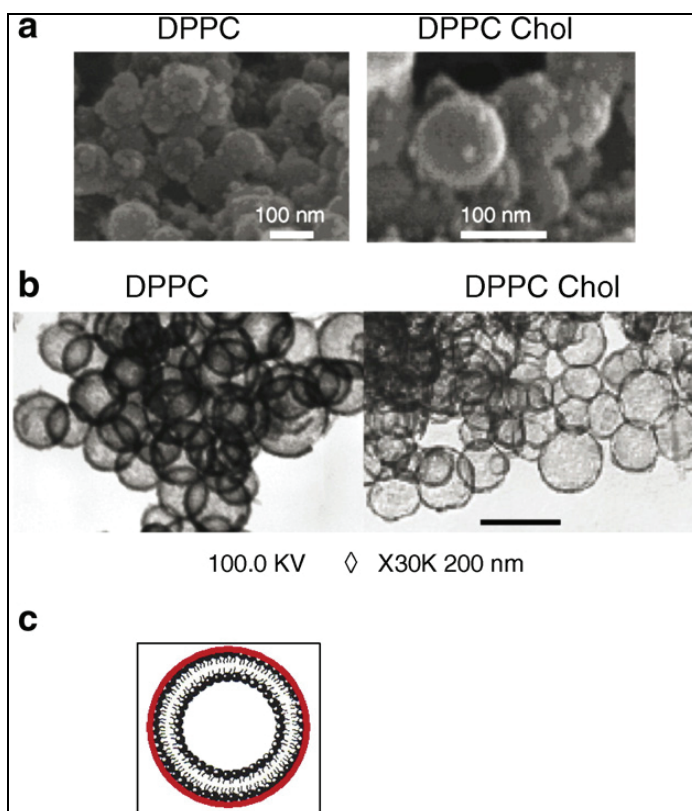 a
DPPC
DPPC Chol
100 nm
100 nm
b
DPPC
DPPC Chol
100.0 KV ◊ X30K 200 nm
c